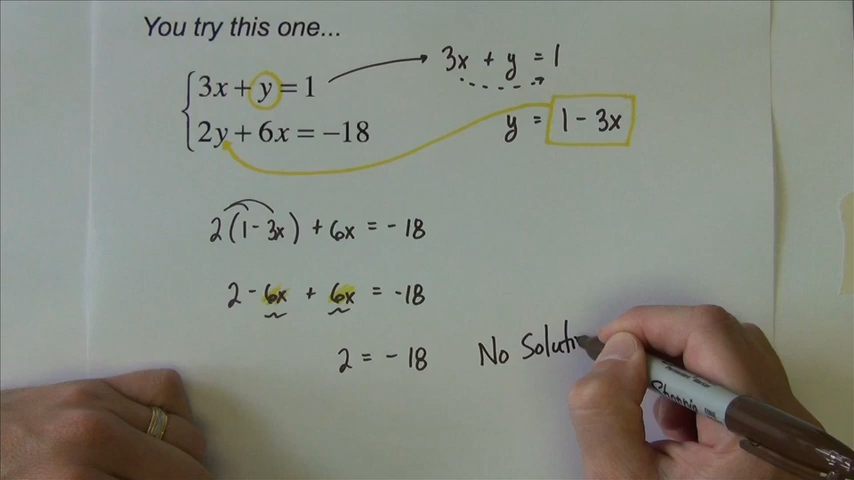 You try this one...
3x + y = 1
2y + 6x = −18
3x + y = 1
y = 1 - 3x
2(1 - 3x) + 6x = -18
2 - 6x + 6x = -18
2 = -18
No Soluti
Sharpie